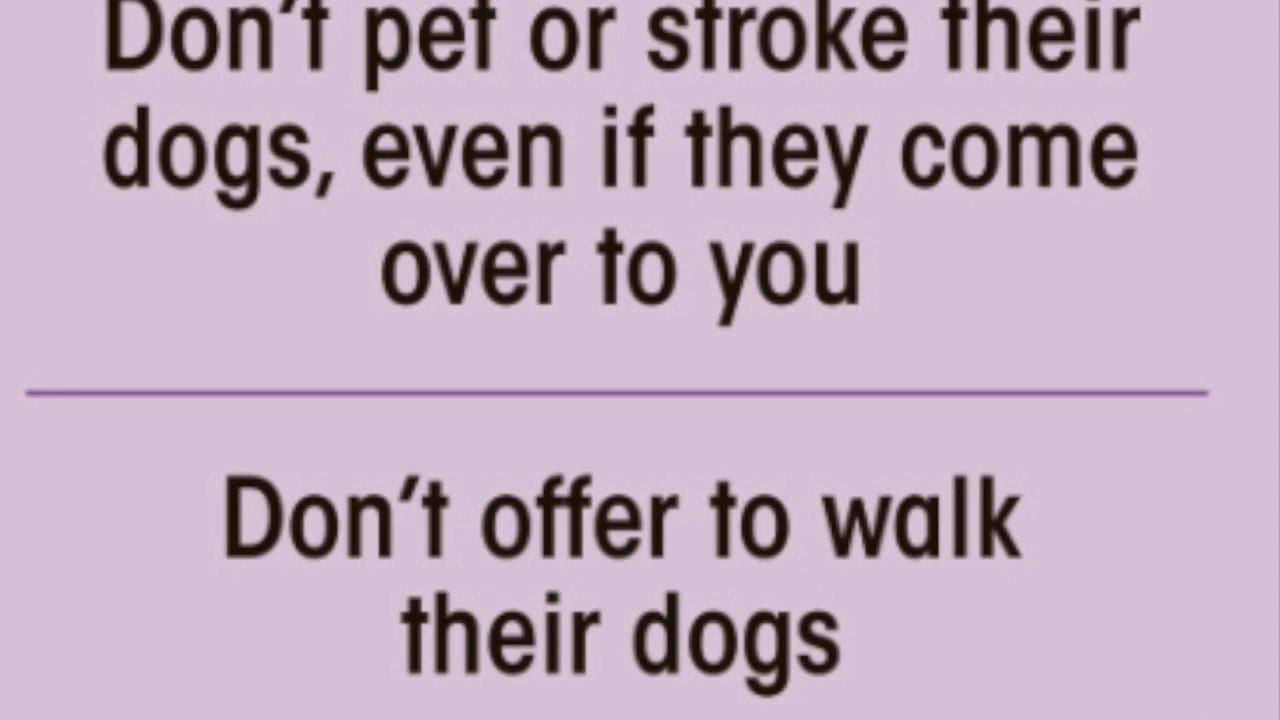 Don’t pet or stroke their
dogs, even if they come
over to you
Don’t offer to walk
their dogs